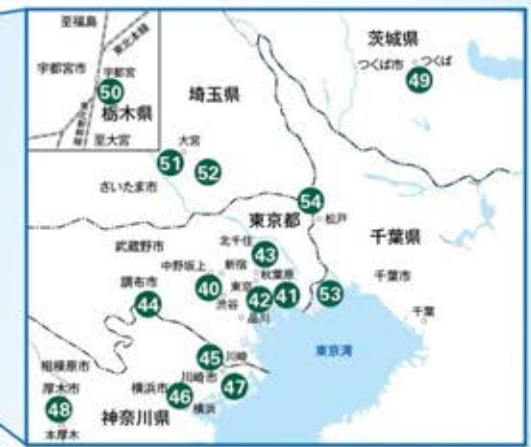 至福島
東北本線
宇都宮市
宇都宮
50
栃木県
東北新幹線
至大宮
茨城県
つくば市
つくば
49
埼玉県
大宮
51
52
さいたま市
54
松戸
東京都
千葉県
武蔵野市
北千住
43
中野坂上
新宿
秋葉原
千葉市
調布市
44
40
東京
渋谷
42
41
53
品川
千葉
東京湾
45
川崎
相模原市
川崎市
厚木市
横浜市
46
47
48
横浜
神奈川県
本厚木